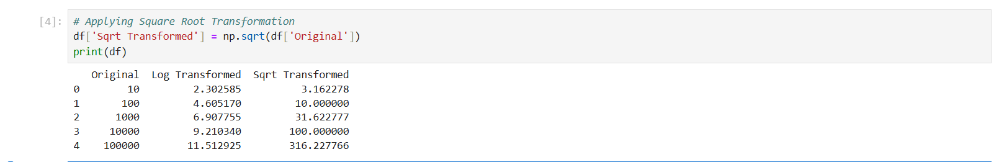 [4]: # Applying Square Root Transformation
df['Sqrt Transformed'] = np.sqrt(df['Original'])
print(df)
Original Log Transformed Sqrt Transformed
0 10 2.302585 3.162278
1 100 4.605170 10.000000
2 1000 6.907755 31.622777
3 10000 9.210340 100.000000
4 100000 11.512925 316.227766